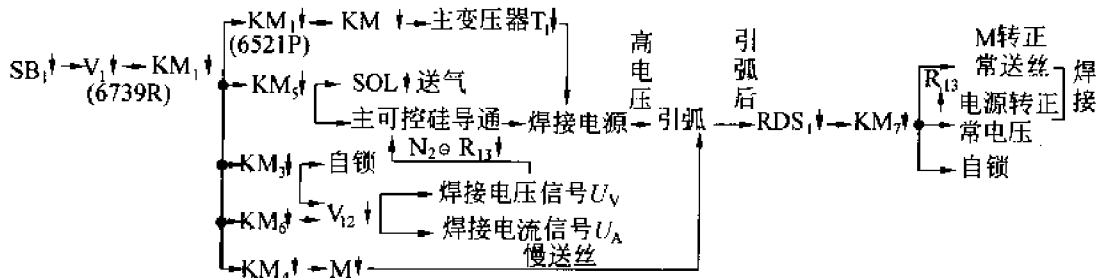 KM₁↓ KM↓ 主变压器T₁↓
(6521P)
SB₁↓ V₁↓ KM₁↓
(6739R)
KM₅↓ SOL↓送气
主可控硅导通 焊接电源 高电压 引弧 引弧后 RDS₁↓ KM₇↓
R₁₃↓
M转正
常送丝
电源转正
常电压
焊接
自锁
N₂⊖ R₁₃↓
KM₃↓ 自锁
KM₆↓ V₁₂↓
焊接电压信号U_V
焊接电流信号U_A
KM₄↓ M↓ 慢送丝